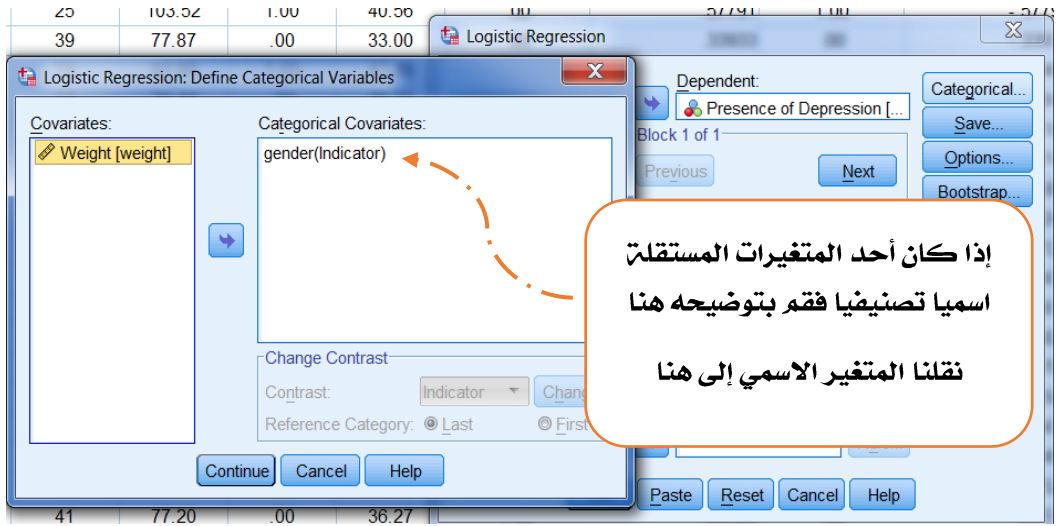 25 103.52 1.00 40.56
39 77.87 .00 33.00
Logistic Regression
Dependent:
Presence of Depression [...
Block 1 of 1
Previous
Next
Categorical...
Save...
Options...
Bootstrap...
Logistic Regression: Define Categorical Variables
Covariates:
Weight [weight]
Categorical Covariates:
gender(Indicator)
Change Contrast
Contrast:
Indicator
Reference Category:
Last
First
Continue
Cancel
Help
إذا كان أحد المتغيرات المستقلة
اسميا تصنيفيا فقم بتوضيحه هنا
نقلنا المتغير الاسمي إلى هنا
Paste
Reset
Cancel
Help
41 77.20 .00 36.27